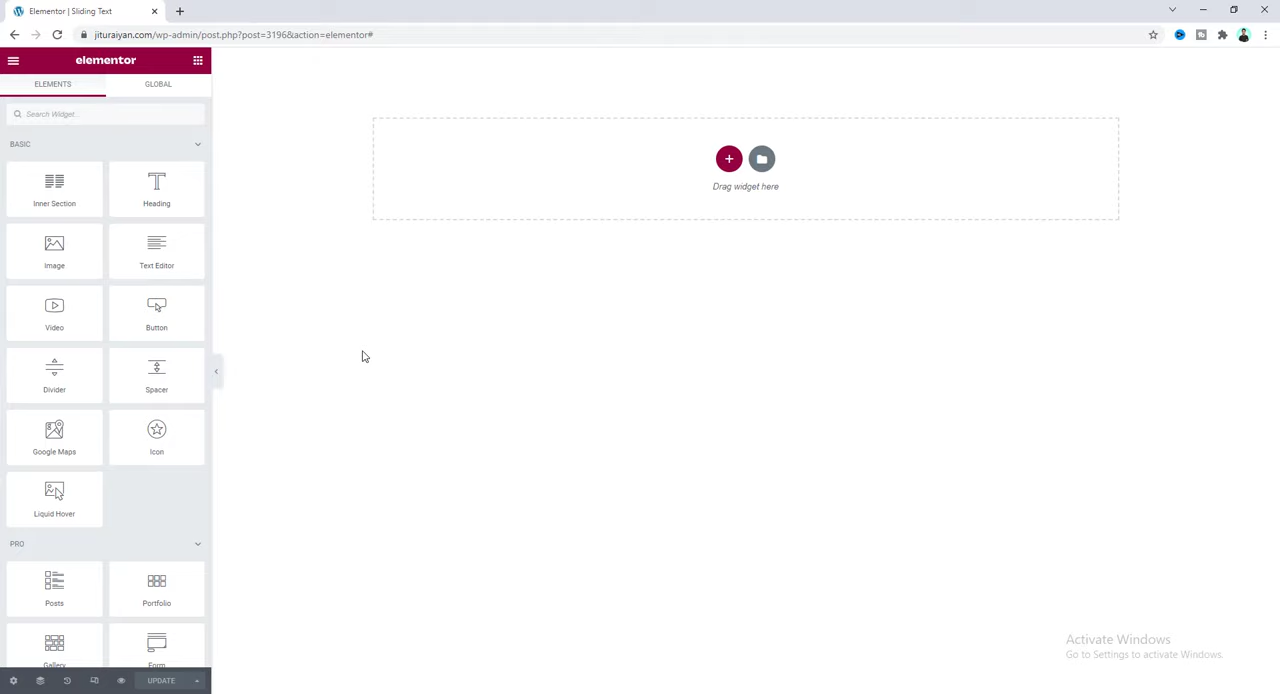 Elementor | Sliding Text
jituraiyan.com/wp-admin/post.php?post=3196&action=elementor#
elementor
ELEMENTS
GLOBAL
Search Widget...
BASIC
Inner Section
Heading
Image
Text Editor
Video
Button
Divider
Spacer
Google Maps
Icon
Liquid Hover
PRO
Posts
Portfolio
Gallery
Form
UPDATE
Drag widget here
Activate Windows
Go to Settings to activate Windows.